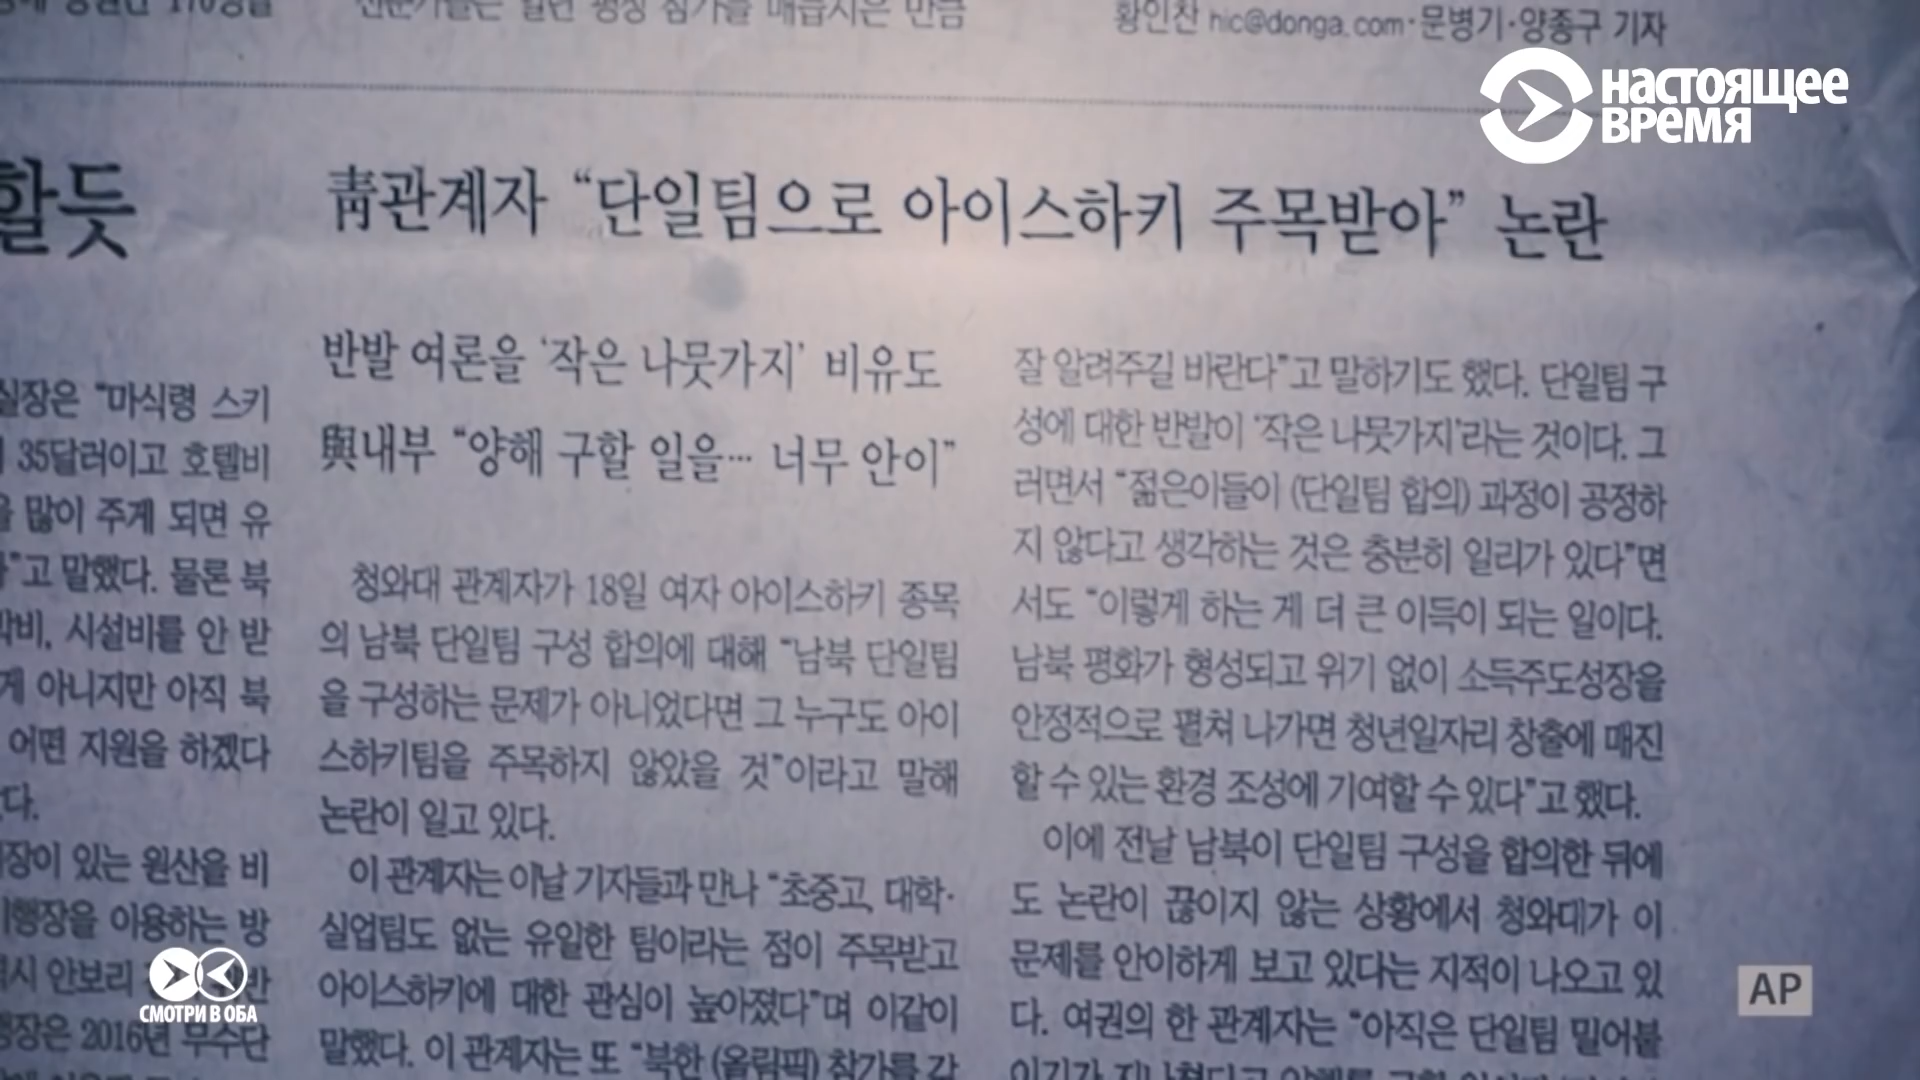 황인찬 hic@donga.com·문병기·양종구 기자
НАСТОЯЩЕЕ
ВРЕМЯ
할듯
靑관계자 “단일팀으로 아이스하키 주목받아” 논란
실장은 “마식령 스키
35달러이고 호텔비
많이 주게 되면 유
고 말했다. 물론 북
시설비를 안 받
게 아니지만 아직 북
어떤 지원을 하겠다
다.
있는 원산을 비
이용하는 방
안보리
2016년 무수단
반발 여론을 ‘작은 나뭇가지’ 비유도
與내부 “양해 구할 일을… 너무 안이”
청와대 관계자가 18일 여자 아이스하키 종목
의 남북 단일팀 구성 합의에 대해 “남북 단일팀
을 구성하는 문제가 아니었다면 그 누구도 아이
스하키팀을 주목하지 않았을 것”이라고 말해
논란이 일고 있다.
이 관계자는 이날 기자들과 만나 “초중고, 대학·
실업팀도 없는 유일한 팀이라는 점이 주목받고
아이스하키에 대한 관심이 높아졌다”며 이같이
말했다. 이 관계자는 또 “북한 (올림픽) 참가를 각
잘 알려주길 바란다”고 말하기도 했다. 단일팀 구
성에 대한 반발이 ‘작은 나뭇가지’라는 것이다. 그
러면서 “젊은이들이 (단일팀 합의) 과정이 공정하
지 않다고 생각하는 것은 충분히 일리가 있다”면
서도 “이렇게 하는 게 더 큰 이득이 되는 일이다.
남북 평화가 형성되고 위기 없이 소득주도성장을
안정적으로 펼쳐 나가면 청년일자리 창출에 매진
할 수 있는 환경 조성에 기여할 수 있다”고 했다.
이에 전날 남북이 단일팀 구성을 합의한 뒤에
도 논란이 끊이지 않는 상황에서 청와대가 이
문제를 안이하게 보고 있다는 지적이 나오고 있
다. 여권의 한 관계자는 “아직은 단일팀 밀어붙
СМОТРИ В ОБА
AP